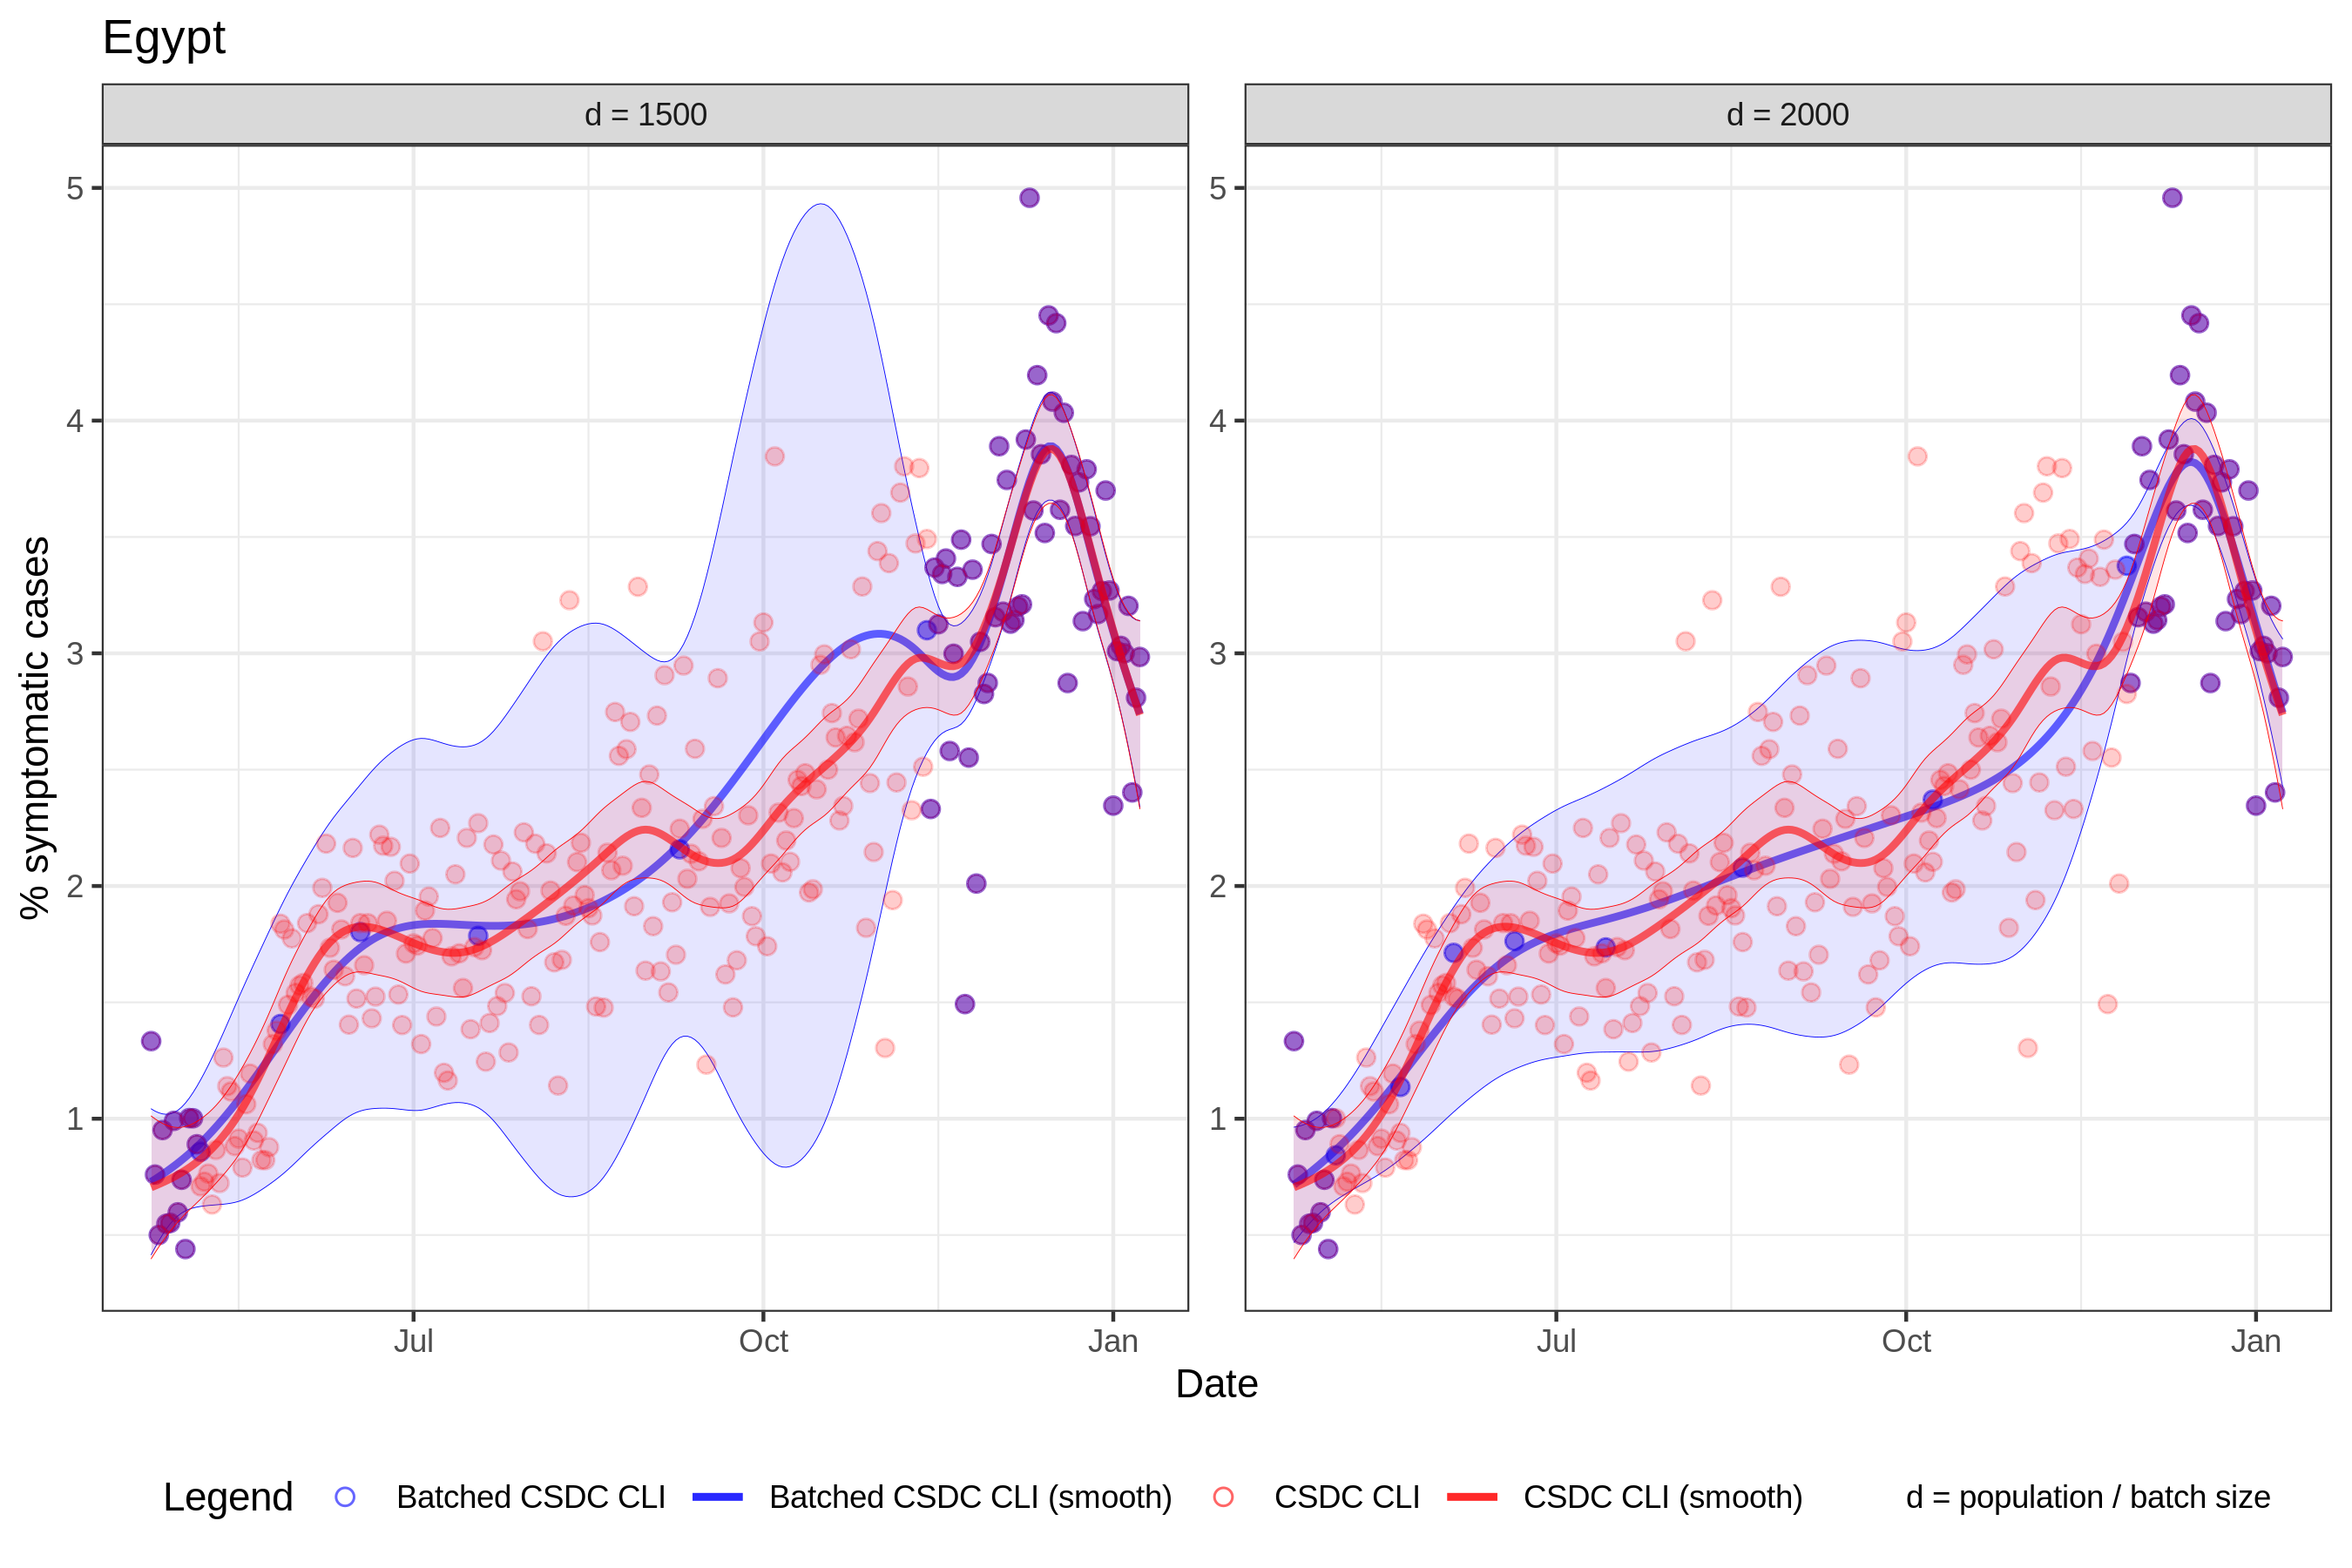 Egypt
d = 1500
d = 2000
% symptomatic cases
5
4
3
2
1
5
4
3
2
1
Jul
Oct
Jan
Jul
Oct
Jan
Date
Legend
Batched CSDC CLI
Batched CSDC CLI (smooth)
CSDC CLI
CSDC CLI (smooth)
d = population / batch size